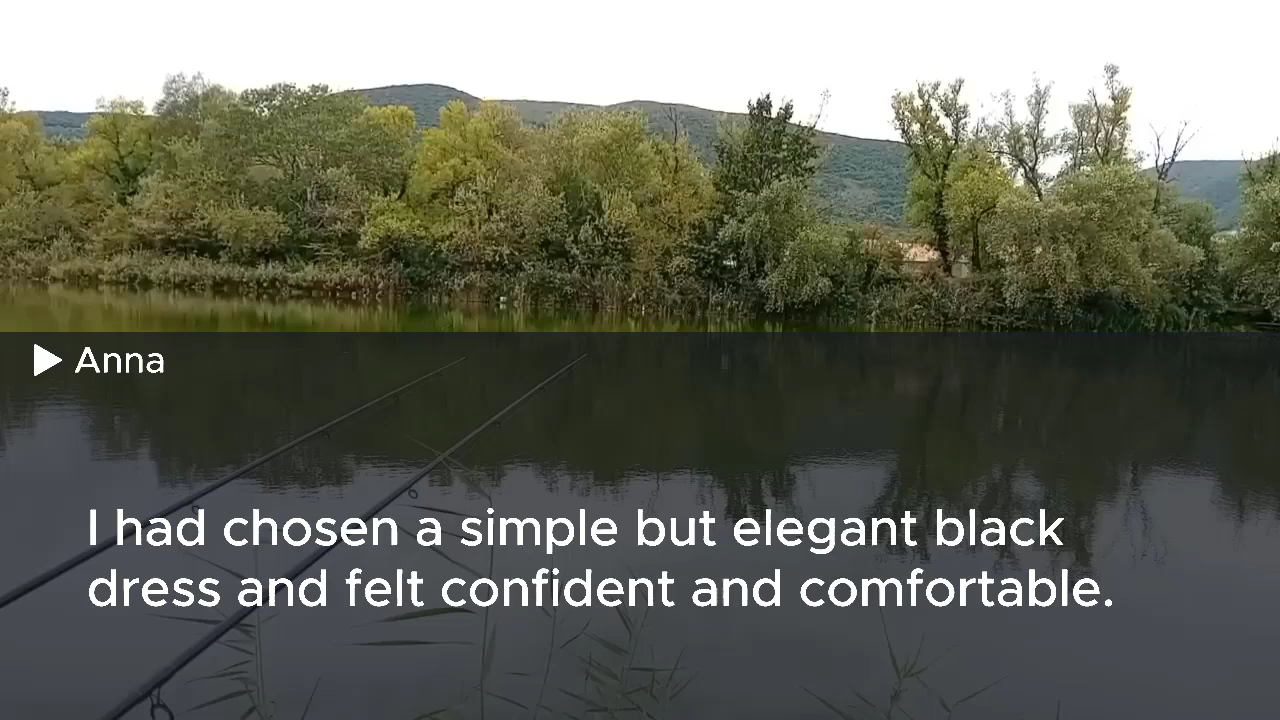 Anna
I had chosen a simple but elegant black
dress and felt confident and comfortable.